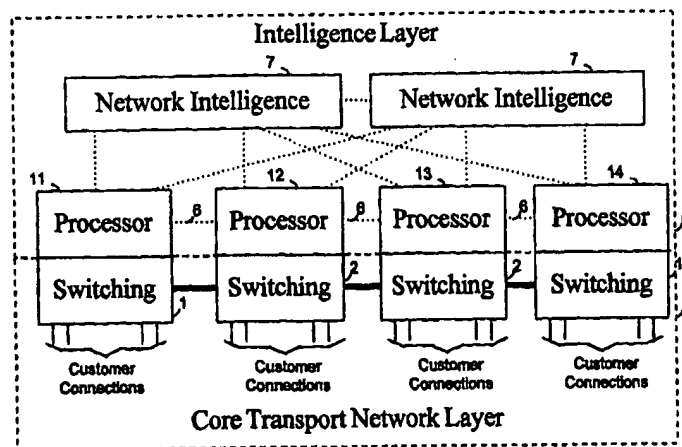 Intelligence Layer
7 7
Network Intelligence Network Intelligence
11 12 13 14
Processor 6 Processor 6 Processor 6 Processor
Switching Switching 2 Switching 2 Switching
1
Customer Connections Customer Connections Customer Connections Customer Connections
Core Transport Network Layer